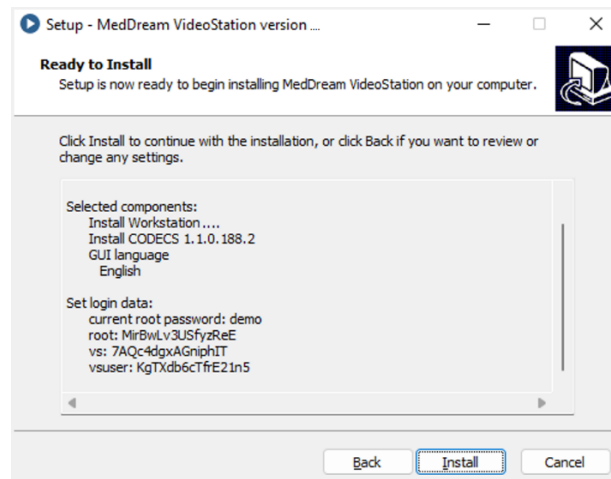 Setup - MedDream VideoStation version ....
Ready to Install
Setup is now ready to begin installing MedDream VideoStation on your computer.
Click Install to continue with the installation, or click Back if you want to review or
change any settings.
Selected components:
Install Workstation ....
Install CODECS 1.1.0.188.2
GUI language
English
Set login data:
current root password: demo
root: MirBwLv3USfyzReE
vs: 7AQc4dgxAGniphIT
vsuser: KgTXdb6cTfrE21n5
Back
Install
Cancel